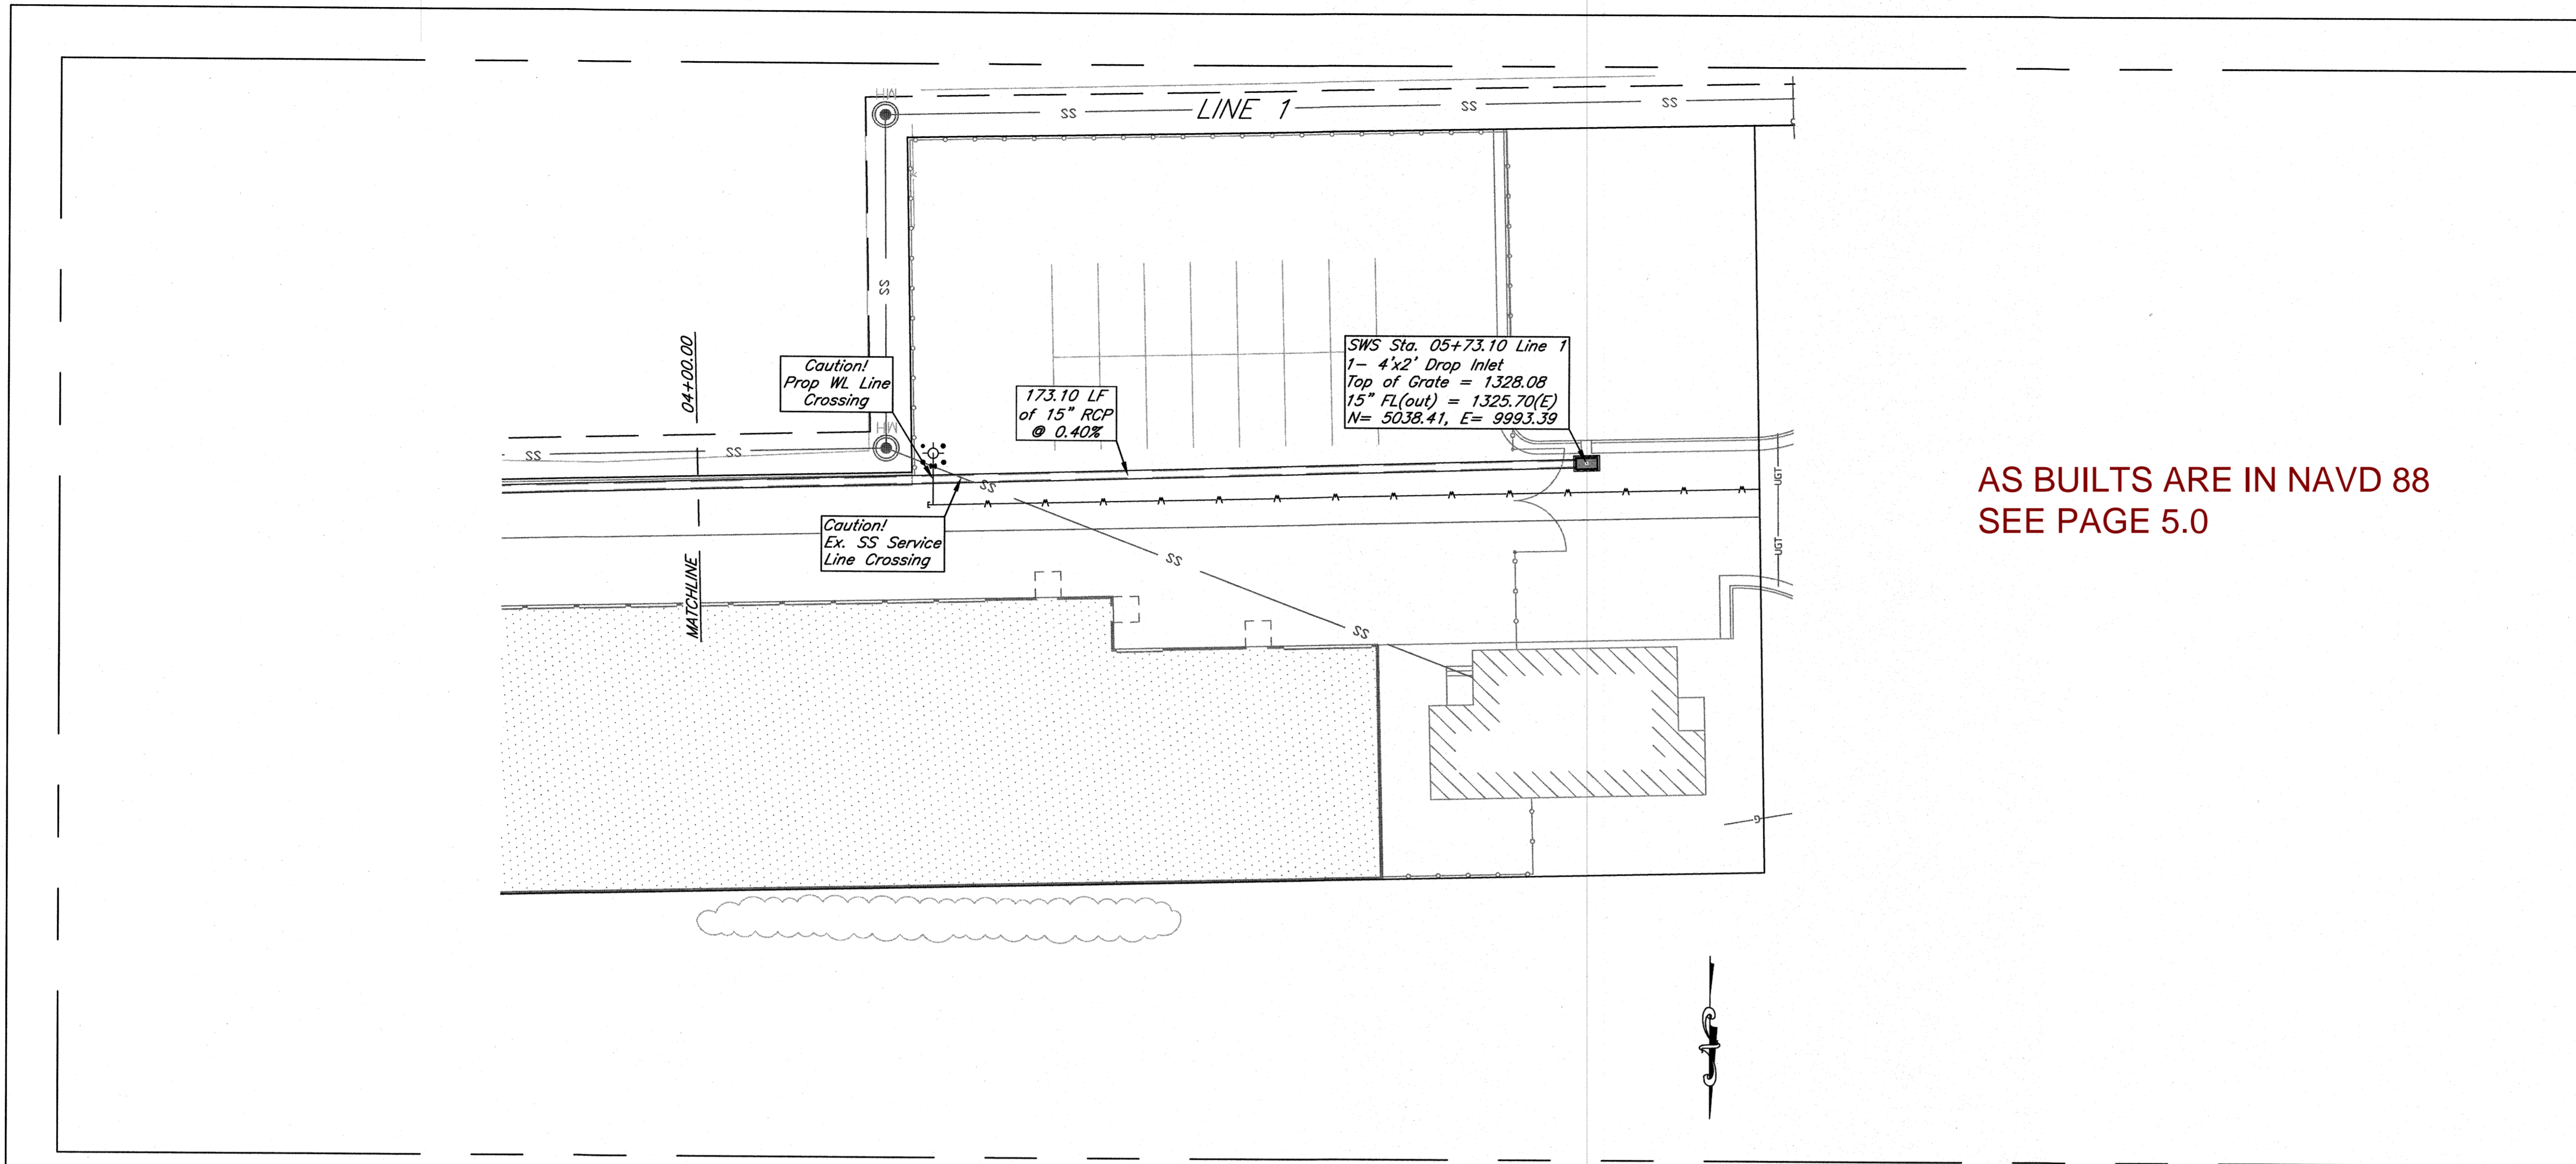 MH
SS
LINE 1
SS
SS
SS
04+00.00
MATCHLINE
Caution!
Prop WL Line
Crossing
MH
SS
SS
173.10 LF
of 15" RCP
@ 0.40%
SWS Sta. 05+73.10 Line 1
1- 4'x2' Drop Inlet
Top of Grate = 1328.08
15" FL(out) = 1325.70(E)
N= 5038.41, E= 9993.39
AS BUILTS ARE IN NAVD 88
SEE PAGE 5.0
SS
Caution!
Ex. SS Service
Line Crossing
SS
SS
UGT
UGT
G